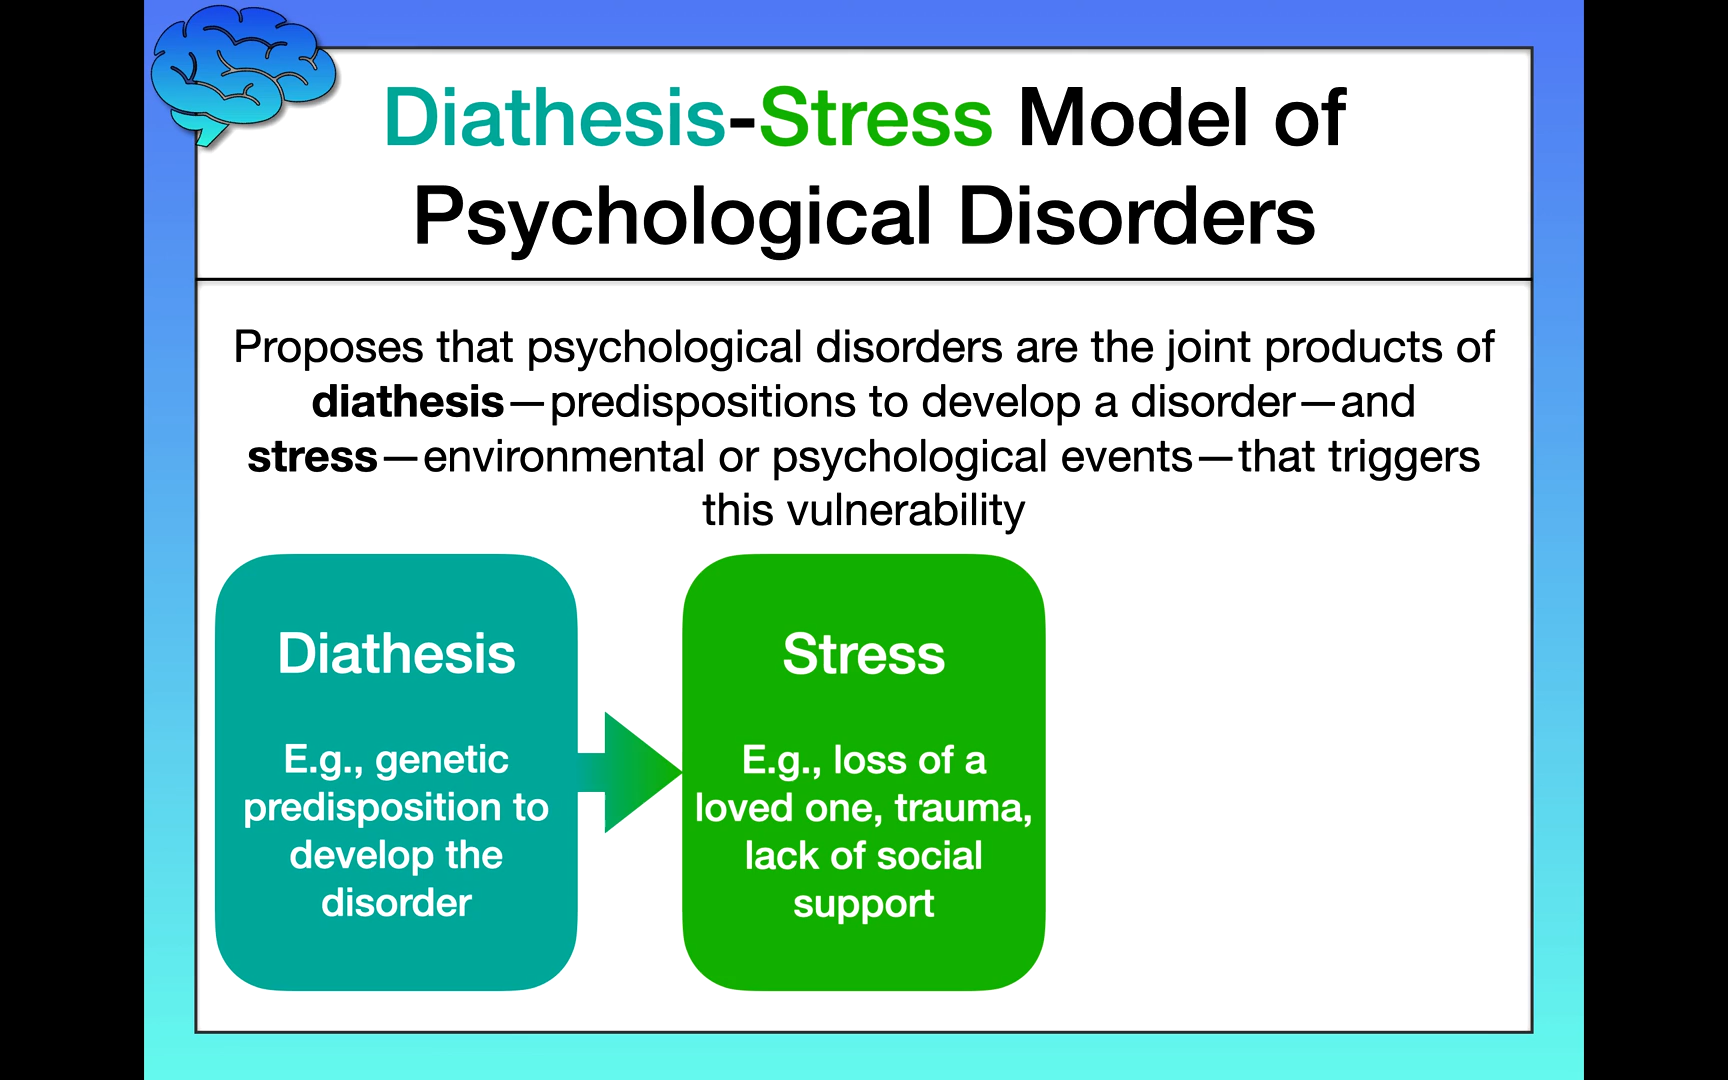 Diathesis-Stress Model of
Psychological Disorders
Proposes that psychological disorders are the joint products of
diathesis—predispositions to develop a disorder—and
stress—environmental or psychological events—that triggers
this vulnerability
Diathesis
E.g., genetic
predisposition to
develop the
disorder
Stress
E.g., loss of a
loved one, trauma,
lack of social
support